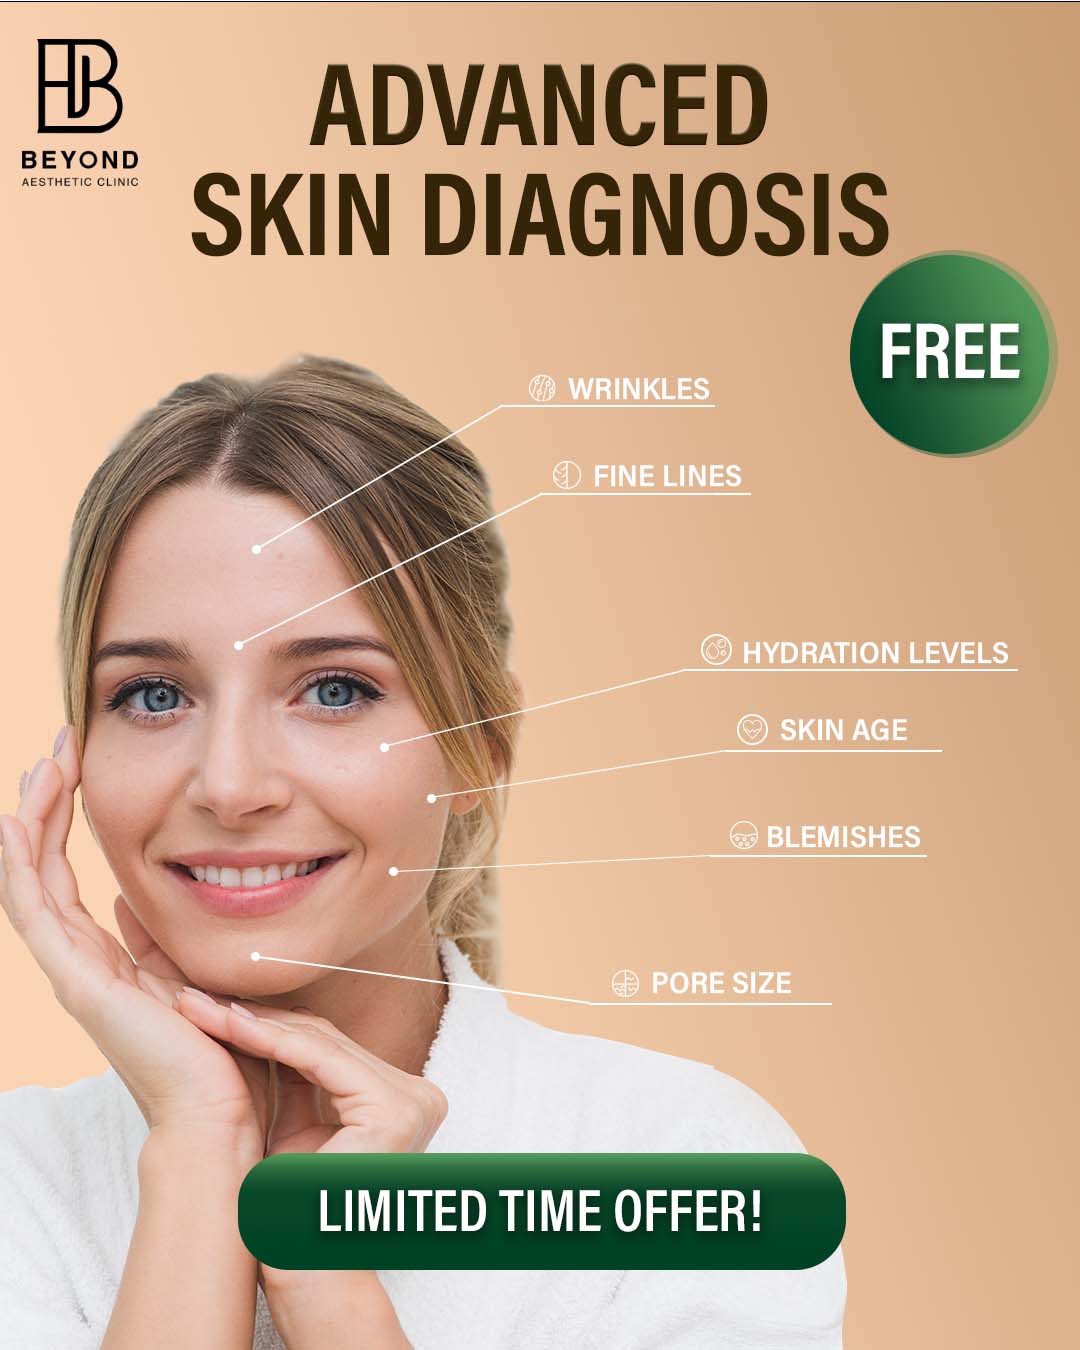 BEYOND
AESTHETIC CLINIC
ADVANCED
SKIN DIAGNOSIS
FREE
WRINKLES
FINE LINES
HYDRATION LEVELS
SKIN AGE
BLEMISHES
PORE SIZE
LIMITED TIME OFFER!